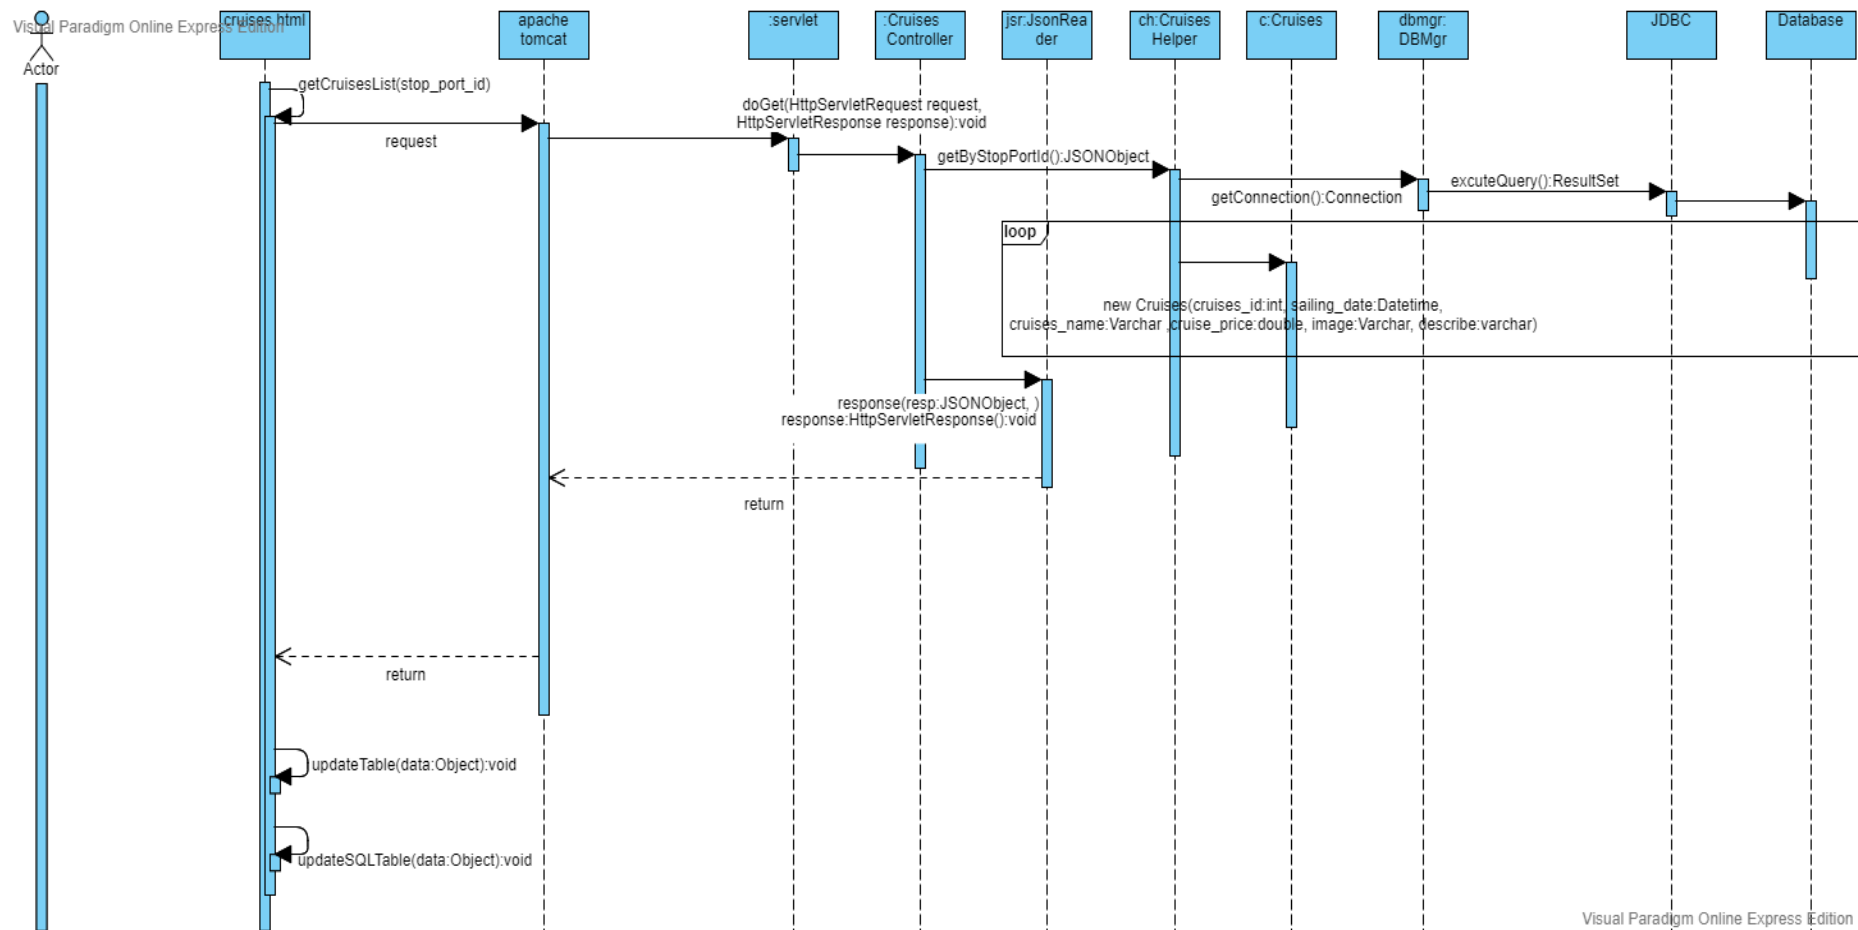 Visual Paradigm Online Express Edition
Actor
cruises.html
apache
tomcat
:servlet
:Cruises
Controller
jsr:JsonRea
der
ch:Cruises
Helper
c:Cruises
dbmgr:
DBMgr
JDBC
Database
getCruisesList(stop_port_id)
request
doGet(HttpServletRequest request,
HttpServletResponse response):void
getByStopPortId():JSONObject
getConnection():Connection
excuteQuery():ResultSet
loop
new Cruises(cruises_id:int, sailing_date:Datetime,
cruises_name:Varchar ,cruise_price:double, image:Varchar, describe:varchar)
response(resp:JSONObject, )
response:HttpServletResponse():void
return
return
updateTable(data:Object):void
updateSQLTable(data:Object):void
Visual Paradigm Online Express Edition